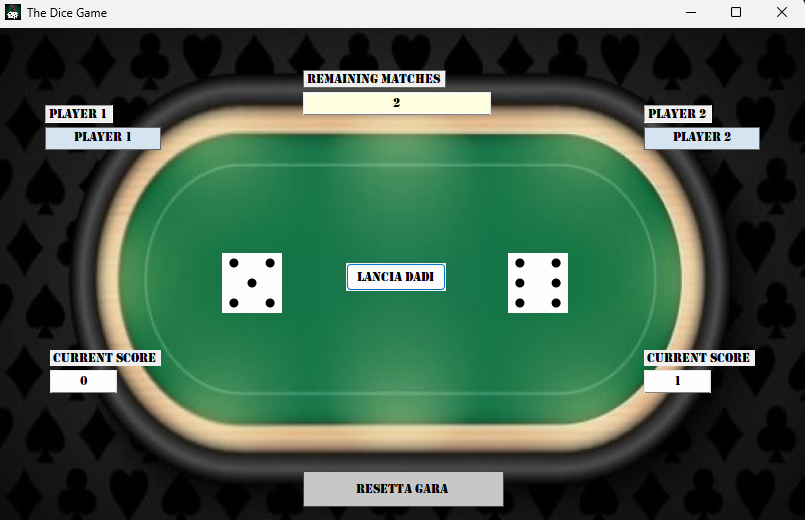 The Dice Game
REMAINING MATCHES
2
PLAYER 1
PLAYER 1
PLAYER 2
PLAYER 2
LANCIA DADI
CURRENT SCORE
0
CURRENT SCORE
1
RESETTA GARA